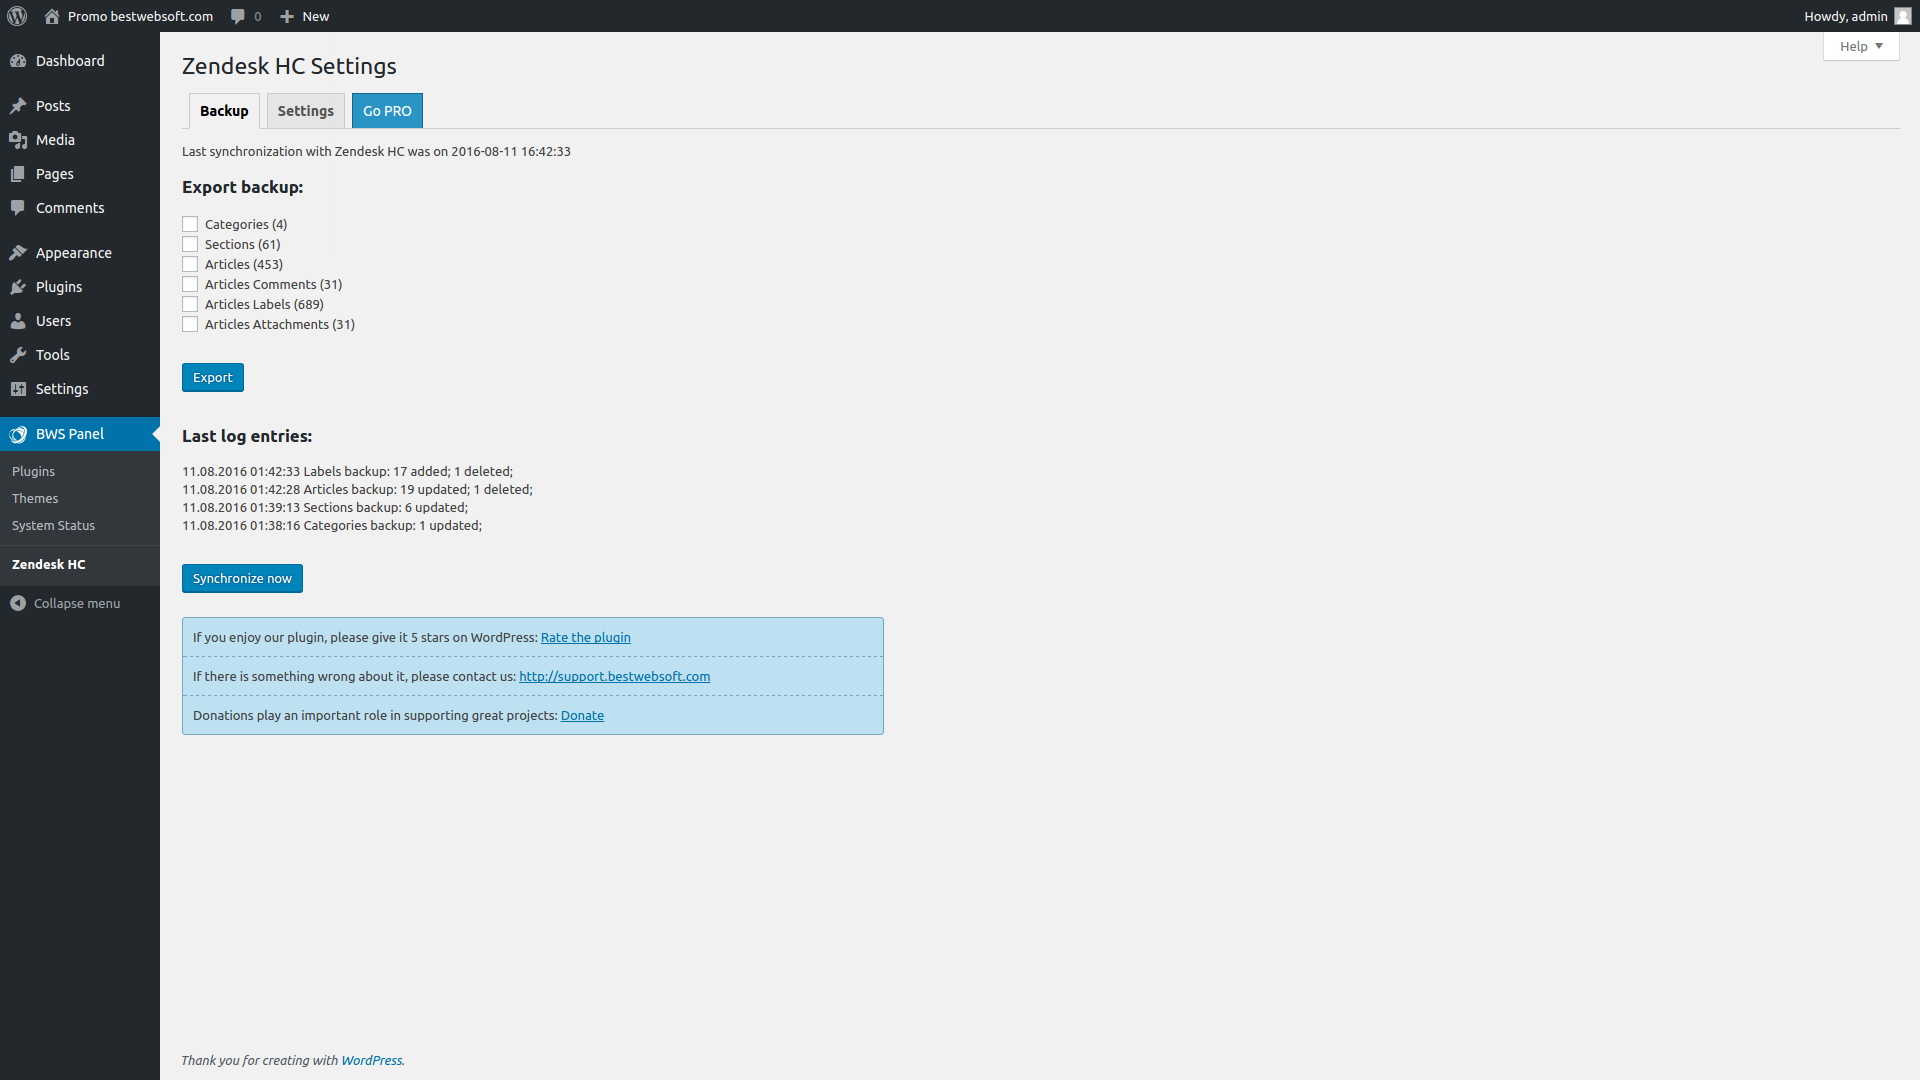 Promo bestwebsoft.com 0 New Howdy, admin
Help
Dashboard
Posts
Media
Pages
Comments
Appearance
Plugins
Users
Tools
Settings
BWS Panel
Plugins
Themes
System Status
Zendesk HC
Collapse menu
Zendesk HC Settings
Backup Settings Go PRO
Last synchronization with Zendesk HC was on 2016-08-11 16:42:33
Export backup:
Categories (4)
Sections (61)
Articles (453)
Articles Comments (31)
Articles Labels (689)
Articles Attachments (31)
Export
Last log entries:
11.08.2016 01:42:33 Labels backup: 17 added; 1 deleted;
11.08.2016 01:42:28 Articles backup: 19 updated; 1 deleted;
11.08.2016 01:39:13 Sections backup: 6 updated;
11.08.2016 01:38:16 Categories backup: 1 updated;
Synchronize now
If you enjoy our plugin, please give it 5 stars on WordPress: Rate the plugin
If there is something wrong about it, please contact us: http://support.bestwebsoft.com
Donations play an important role in supporting great projects: Donate
Thank you for creating with WordPress.